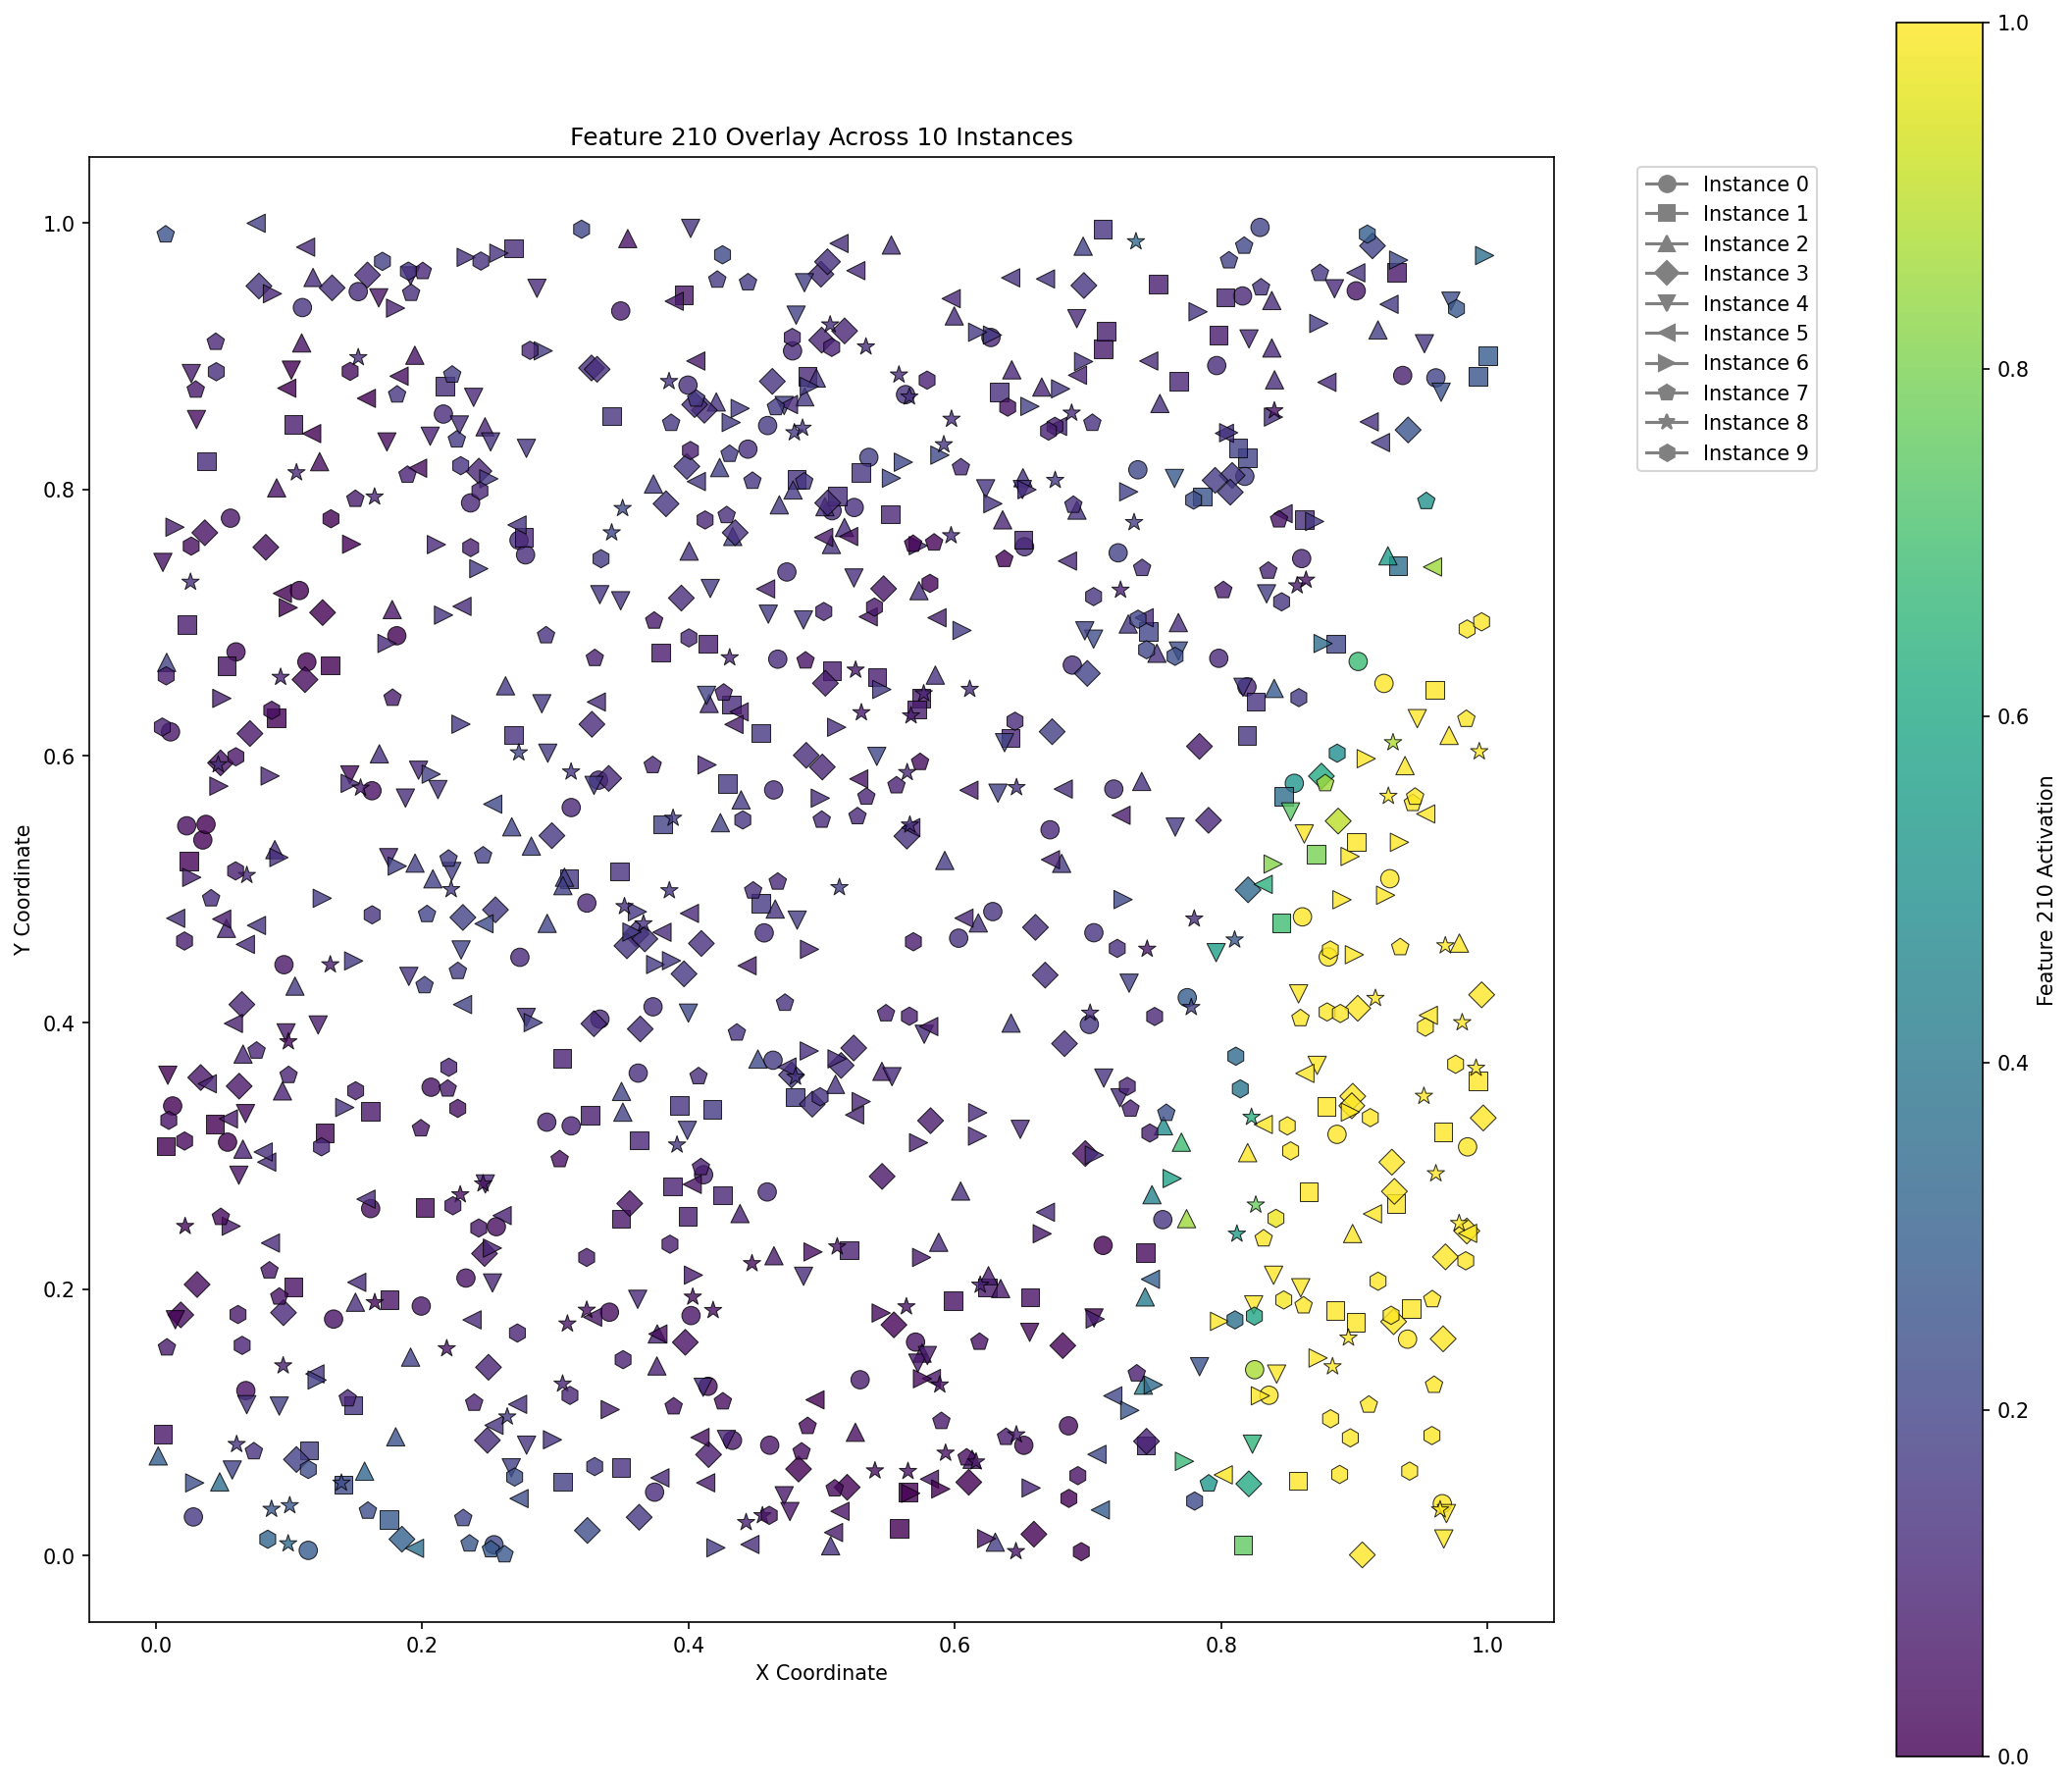 Feature 210 Overlay Across 10 Instances
1.0
0.8
0.6
0.4
0.2
0.0
Y Coordinate
0.0
0.2
0.4
0.6
0.8
1.0
X Coordinate
Instance 0
Instance 1
Instance 2
Instance 3
Instance 4
Instance 5
Instance 6
Instance 7
Instance 8
Instance 9
1.0
0.8
0.6
0.4
0.2
0.0
Feature 210 Activation